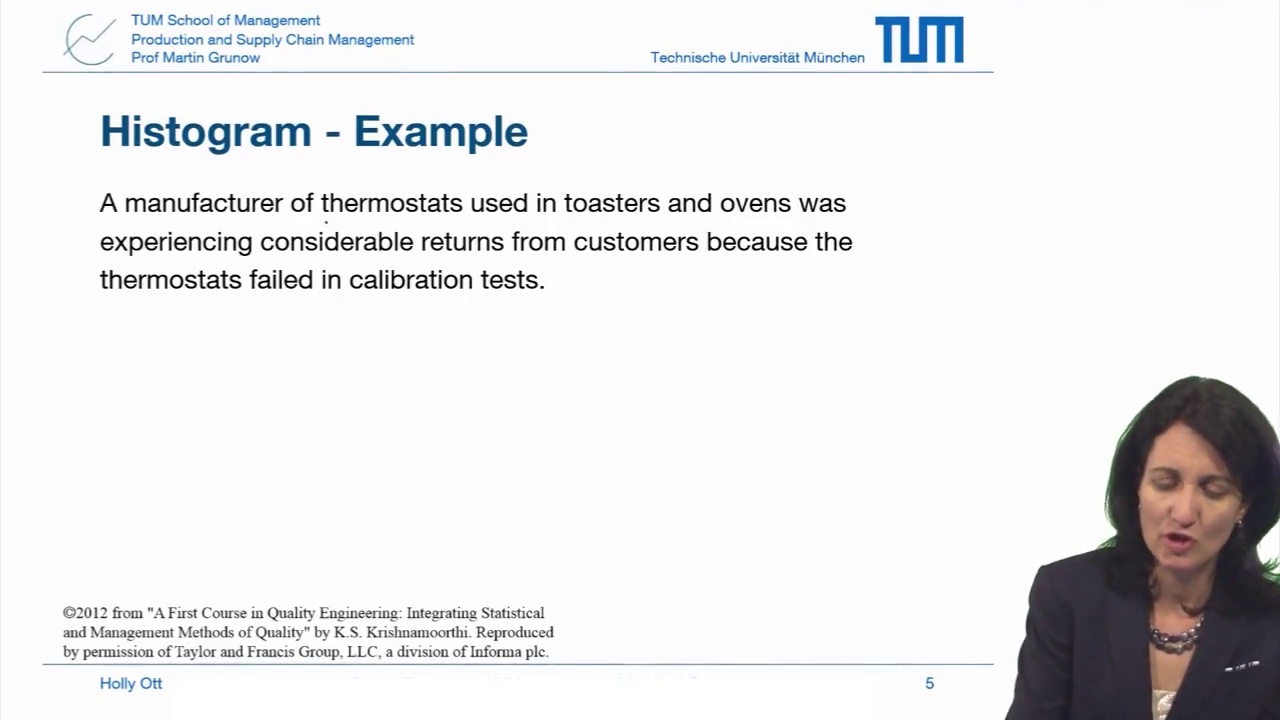 TUM School of Management
Production and Supply Chain Management
Prof Martin Grunow
Technische Universität München
TUM
Histogram - Example
A manufacturer of thermostats used in toasters and ovens was
experiencing considerable returns from customers because the
thermostats failed in calibration tests.
©2012 from "A First Course in Quality Engineering: Integrating Statistical
and Management Methods of Quality" by K.S. Krishnamoorthi. Reproduced
by permission of Taylor and Francis Group, LLC, a division of Informa plc.
Holly Ott
5